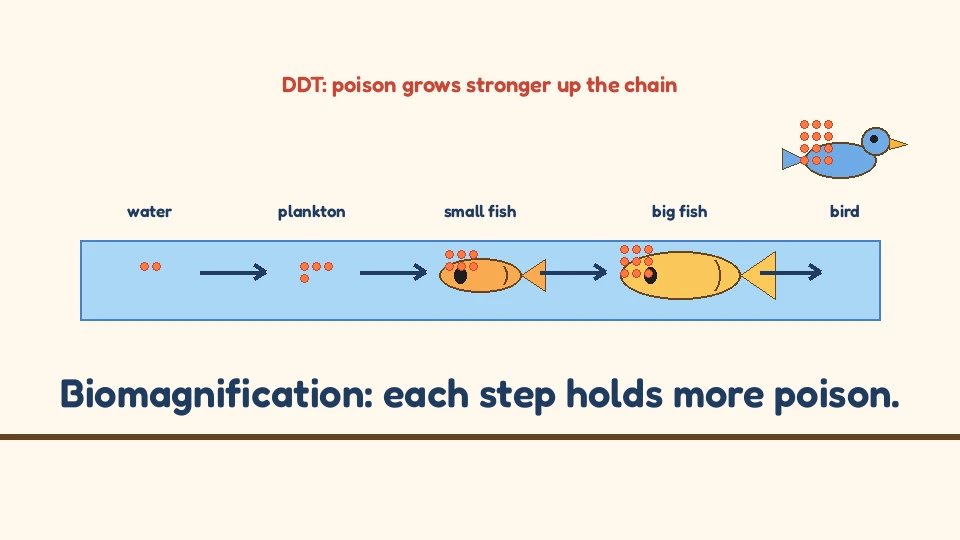 DDT: poison grows stronger up the chain
water plankton small fish big fish bird
Biomagnification: each step holds more poison.